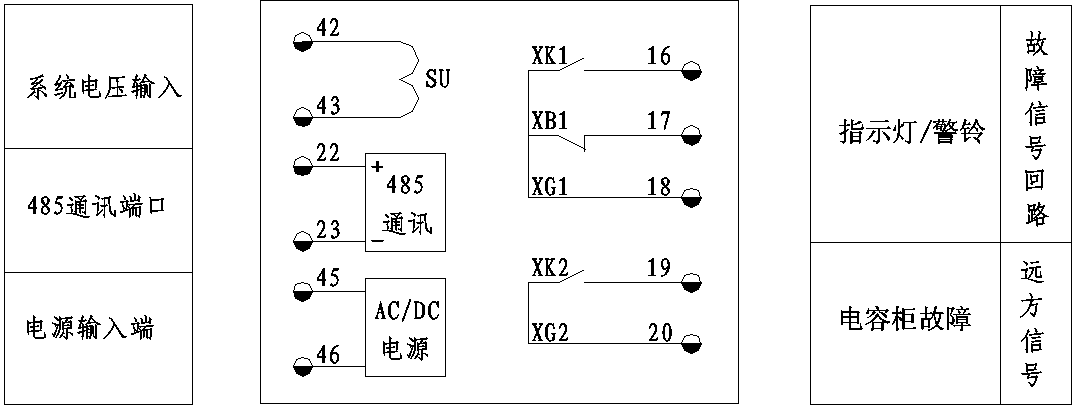 系统电压输入
485通讯端口
电源输入端
42
43
SU
22
+
485
通讯
23
−
45
AC/DC
电源
46
XK1 16
XB1 17
XG1 18
XK2 19
XG2 20
指示灯/警铃
故障信号回路
电容柜故障
远方信号